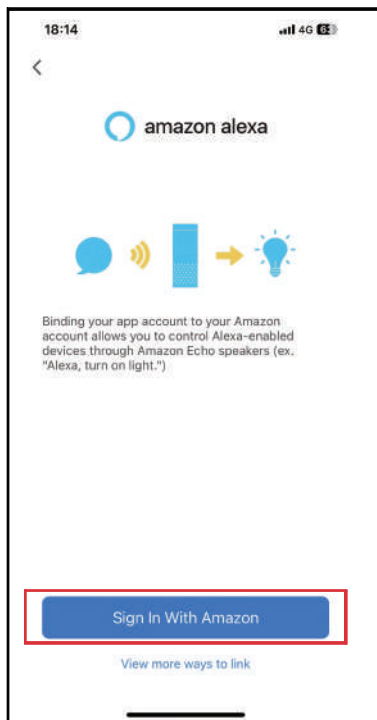 18:14
4G 63
amazon alexa
Binding your app account to your Amazon
account allows you to control Alexa-enabled
devices through Amazon Echo speakers (ex.
"Alexa, turn on light.")
Sign In With Amazon
View more ways to link